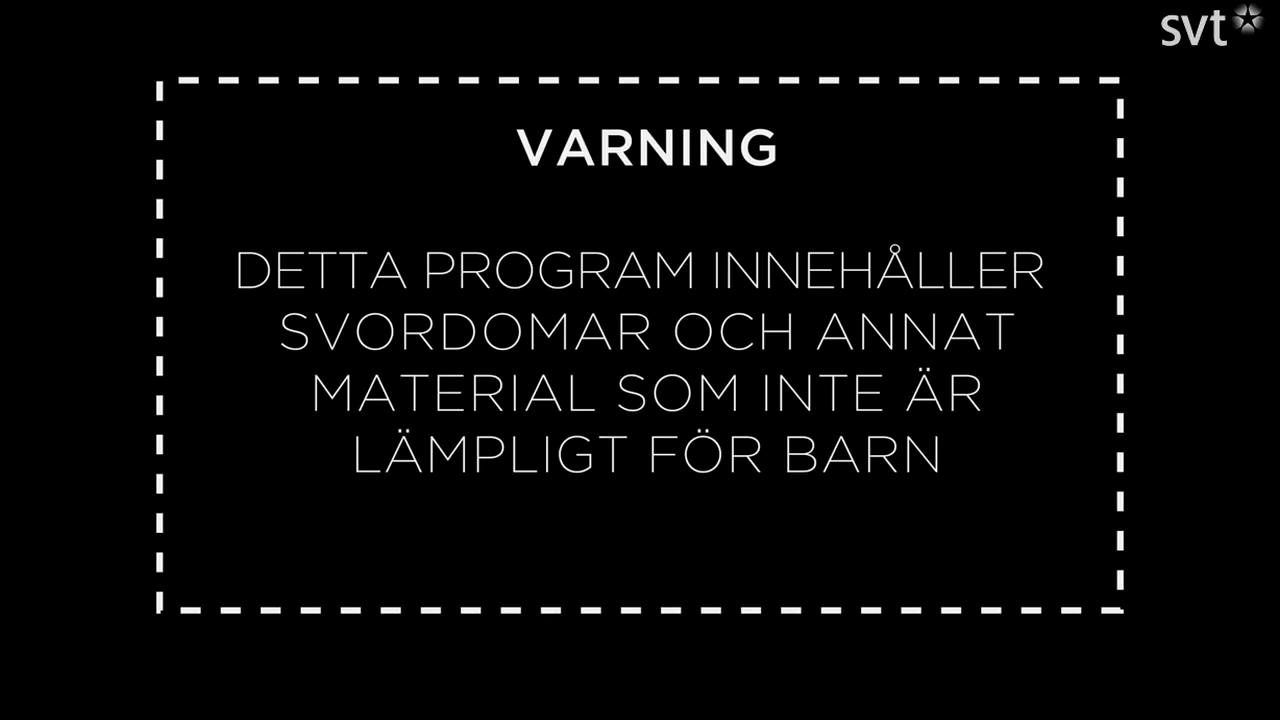 svt
VARNING
DETTA PROGRAM INNEHÅLLER
SVORDOMAR OCH ANNAT
MATERIAL SOM INTE ÄR
LÄMPLIGT FÖR BARN